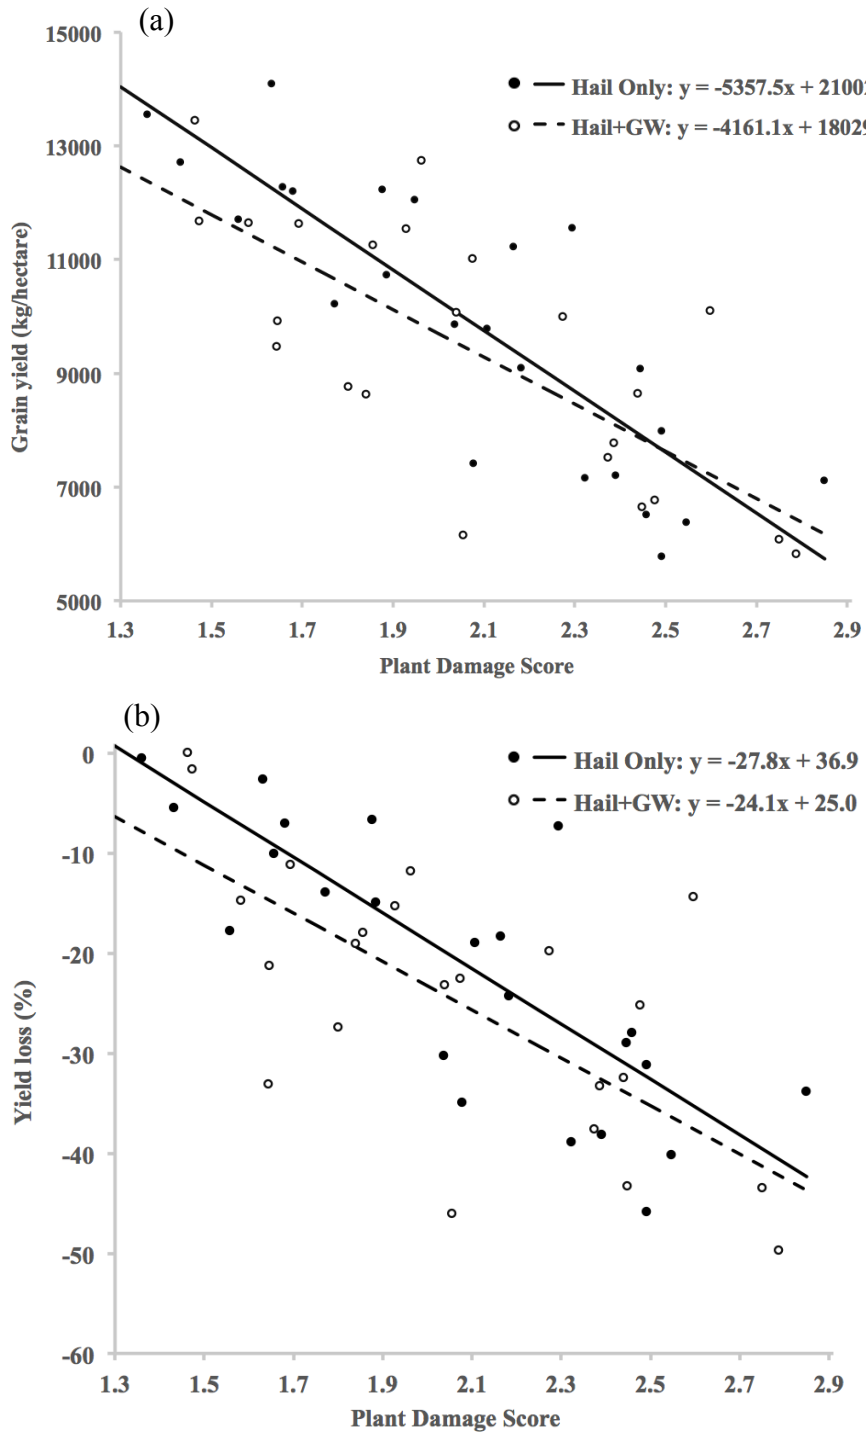 (a)
15000
13000
11000
9000
7000
5000
Grain yield (kg/hectare)
Hail Only: y = -5357.5x + 21002
Hail+GW: y = -4161.1x + 18029
1.3 1.5 1.7 1.9 2.1 2.3 2.5 2.7 2.9
Plant Damage Score
(b)
0
-10
-20
-30
-40
-50
-60
Yield loss (%)
Hail Only: y = -27.8x + 36.9
Hail+GW: y = -24.1x + 25.0
1.3 1.5 1.7 1.9 2.1 2.3 2.5 2.7 2.9
Plant Damage Score